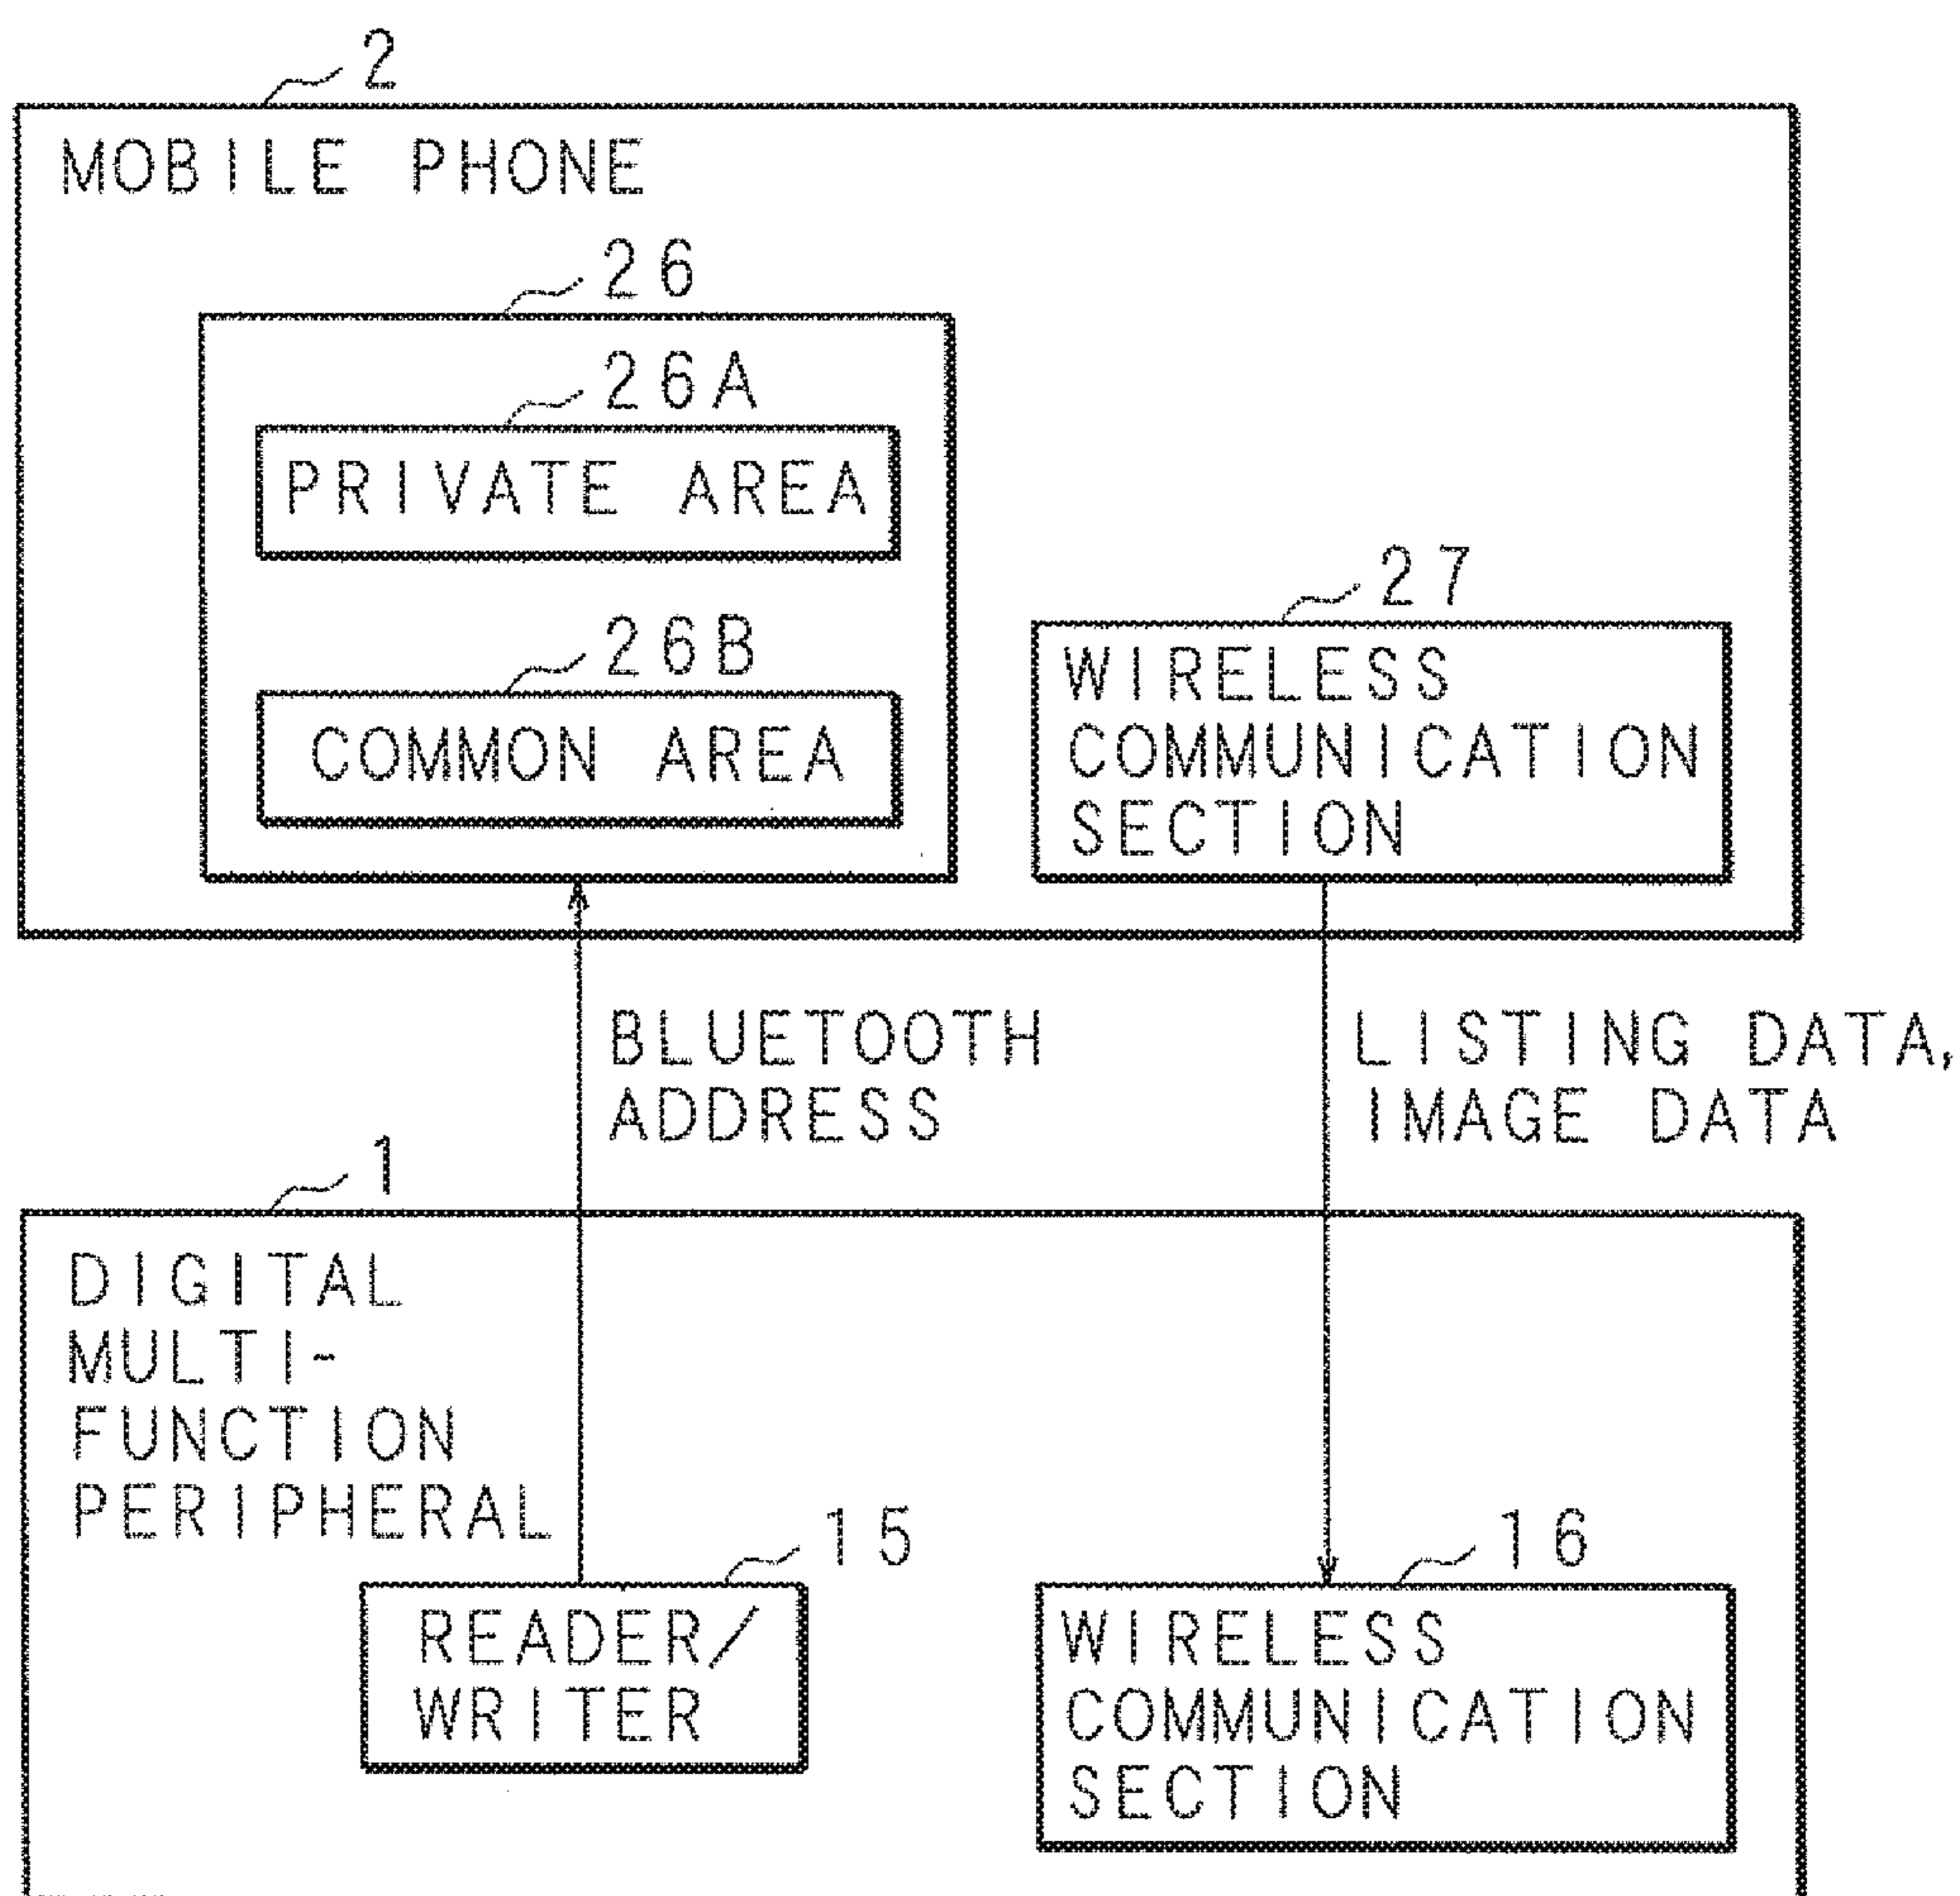 2
MOBILE PHONE
26
26A
PRIVATE AREA
26B
COMMON AREA
27
WIRELESS
COMMUNICATION
SECTION
BLUETOOTH
ADDRESS
LISTING DATA,
IMAGE DATA
1
DIGITAL
MULTI-
FUNCTION
PERIPHERAL
15
READER/
WRITER
16
WIRELESS
COMMUNICATION
SECTION